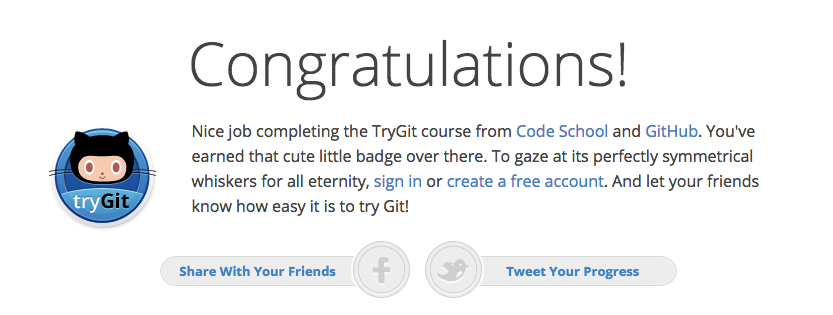 Congratulations!
Nice job completing the TryGit course from Code School and GitHub. You've
earned that cute little badge over there. To gaze at its perfectly symmetrical
whiskers for all eternity, sign in or create a free account. And let your friends
know how easy it is to try Git!
tryGit
Share With Your Friends
Tweet Your Progress